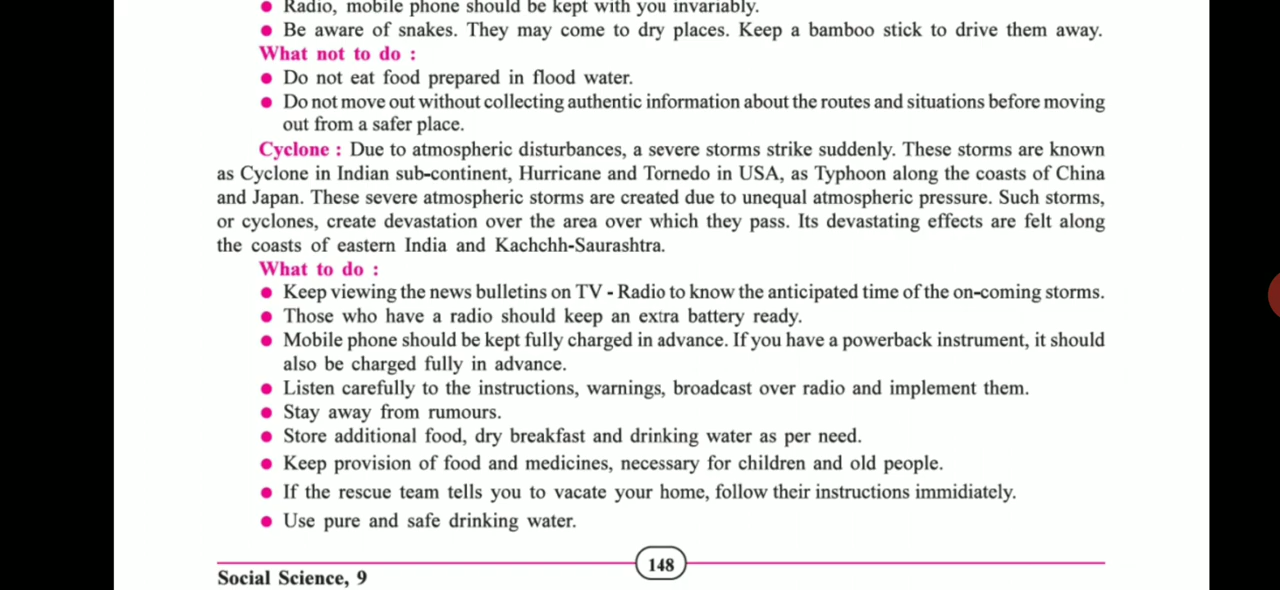 ● Radio, mobile phone should be kept with you invariably.
● Be aware of snakes. They may come to dry places. Keep a bamboo stick to drive them away.
What not to do :
● Do not eat food prepared in flood water.
● Do not move out without collecting authentic information about the routes and situations before moving
out from a safer place.
Cyclone : Due to atmospheric disturbances, a severe storms strike suddenly. These storms are known
as Cyclone in Indian sub-continent, Hurricane and Tornedo in USA, as Typhoon along the coasts of China
and Japan. These severe atmospheric storms are created due to unequal atmospheric pressure. Such storms,
or cyclones, create devastation over the area over which they pass. Its devastating effects are felt along
the coasts of eastern India and Kachchh-Saurashtra.
What to do :
● Keep viewing the news bulletins on TV - Radio to know the anticipated time of the on-coming storms.
● Those who have a radio should keep an extra battery ready.
● Mobile phone should be kept fully charged in advance. If you have a powerback instrument, it should
also be charged fully in advance.
● Listen carefully to the instructions, warnings, broadcast over radio and implement them.
● Stay away from rumours.
● Store additional food, dry breakfast and drinking water as per need.
● Keep provision of food and medicines, necessary for children and old people.
● If the rescue team tells you to vacate your home, follow their instructions immidiately.
● Use pure and safe drinking water.
148
Social Science, 9